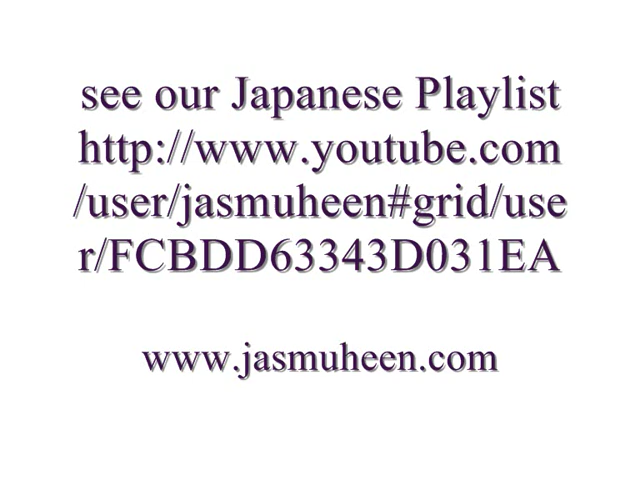 see our Japanese Playlist
http://www.youtube.com
/user/jasmuheen#grid/use
r/FCBDD63343D031EA
www.jasmuheen.com